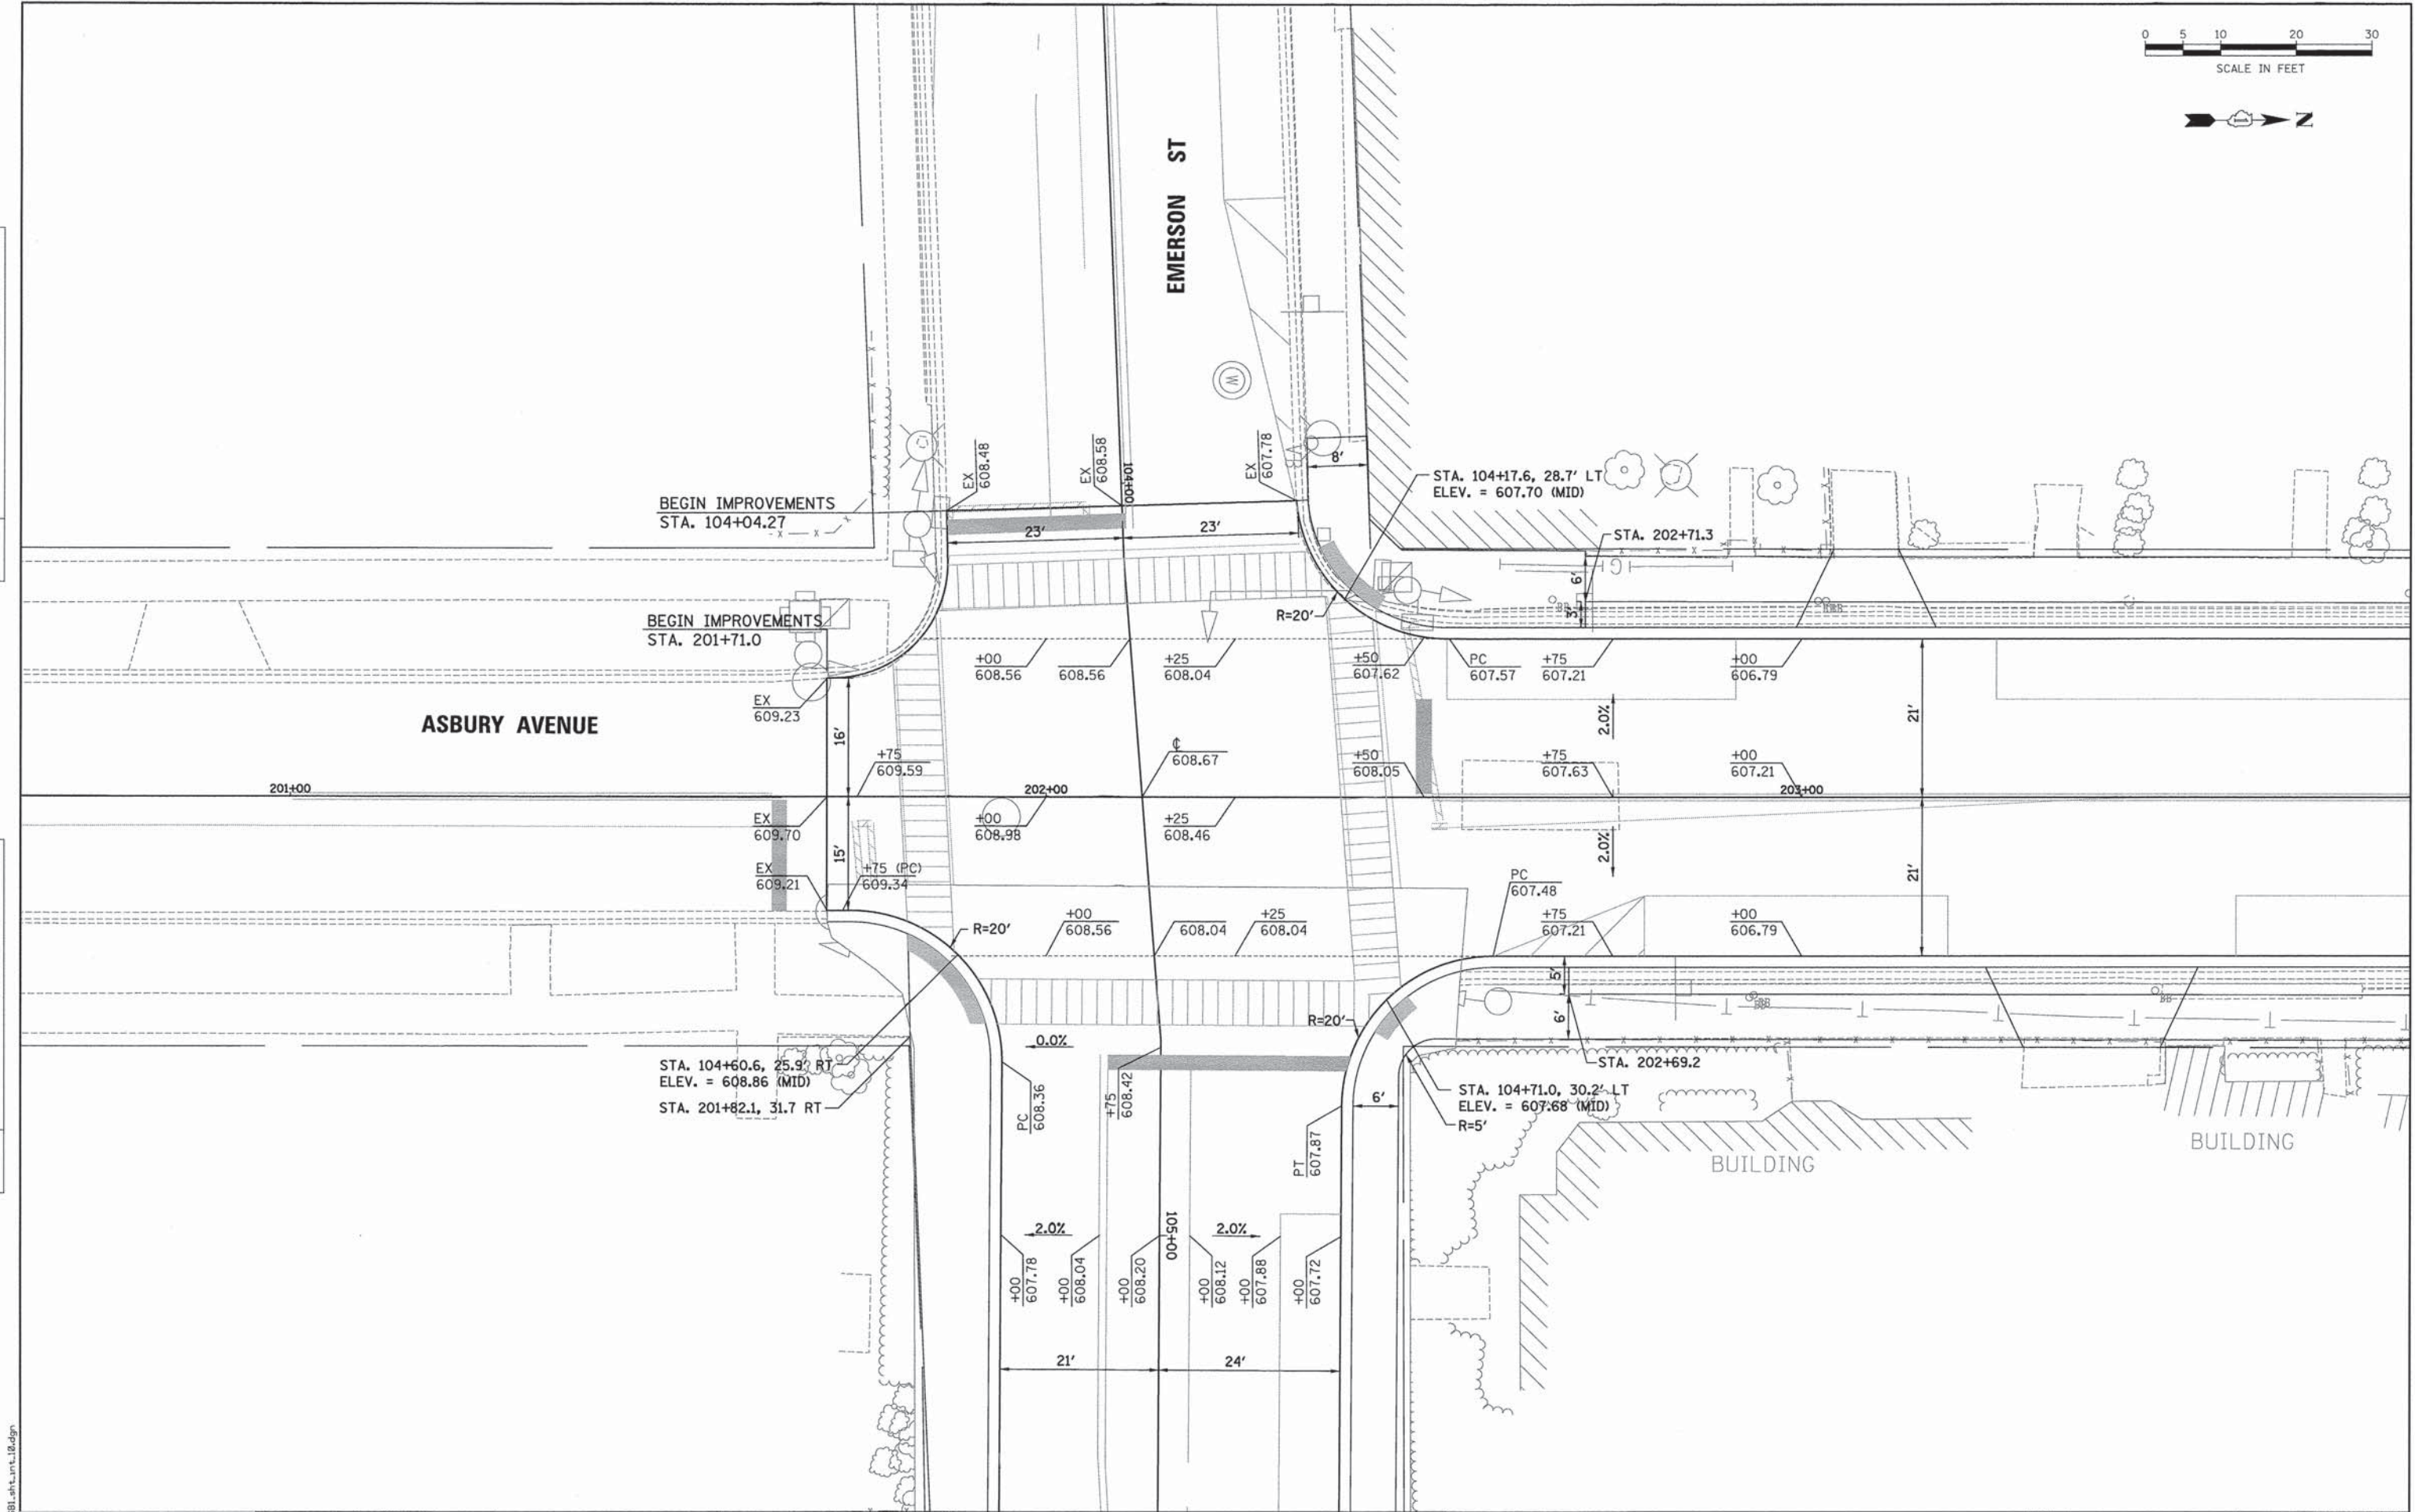 0 5 10 20 30
SCALE IN FEET
N
EMERSON ST
W
EX
608.48
EX
608.58
104+00
EX
607.78
8'
BEGIN IMPROVEMENTS
STA. 104+04.27
23'
23'
STA. 104+17.6, 28.7' LT
ELEV. = 607.70 (MID)
STA. 202+71.3
6'
3'
G
BB
R=20'
BEGIN IMPROVEMENTS
STA. 201+71.0
+00
608.56
608.56
+25
608.04
+50
607.62
PC
607.57
+75
607.21
+00
606.79
EX
609.23
ASBURY AVENUE
16'
2.0%
21'
+75
609.59
℄
608.67
+50
608.05
+75
607.63
+00
607.21
201+00
202+00
203+00
EX
609.70
+00
608.98
+25
608.46
15'
2.0%
21'
EX
609.21
+75 (PC)
609.34
PC
607.48
R=20'
+00
608.56
608.04
+25
608.04
+75
607.21
+00
606.79
5'
6'
BB
BB
R=20'
0.0%
STA. 104+60.6, 25.9' RT
ELEV. = 608.86 (MID)
STA. 201+82.1, 31.7 RT
PC
608.36
+75
608.42
PT
607.87
6'
STA. 202+69.2
STA. 104+71.0, 30.2' LT
ELEV. = 607.68 (MID)
R=5'
BUILDING
BUILDING
2.0%
105+00
2.0%
+00
607.78
+00
608.04
+00
608.20
+00
608.12
+00
607.88
+00
607.72
21'
24'